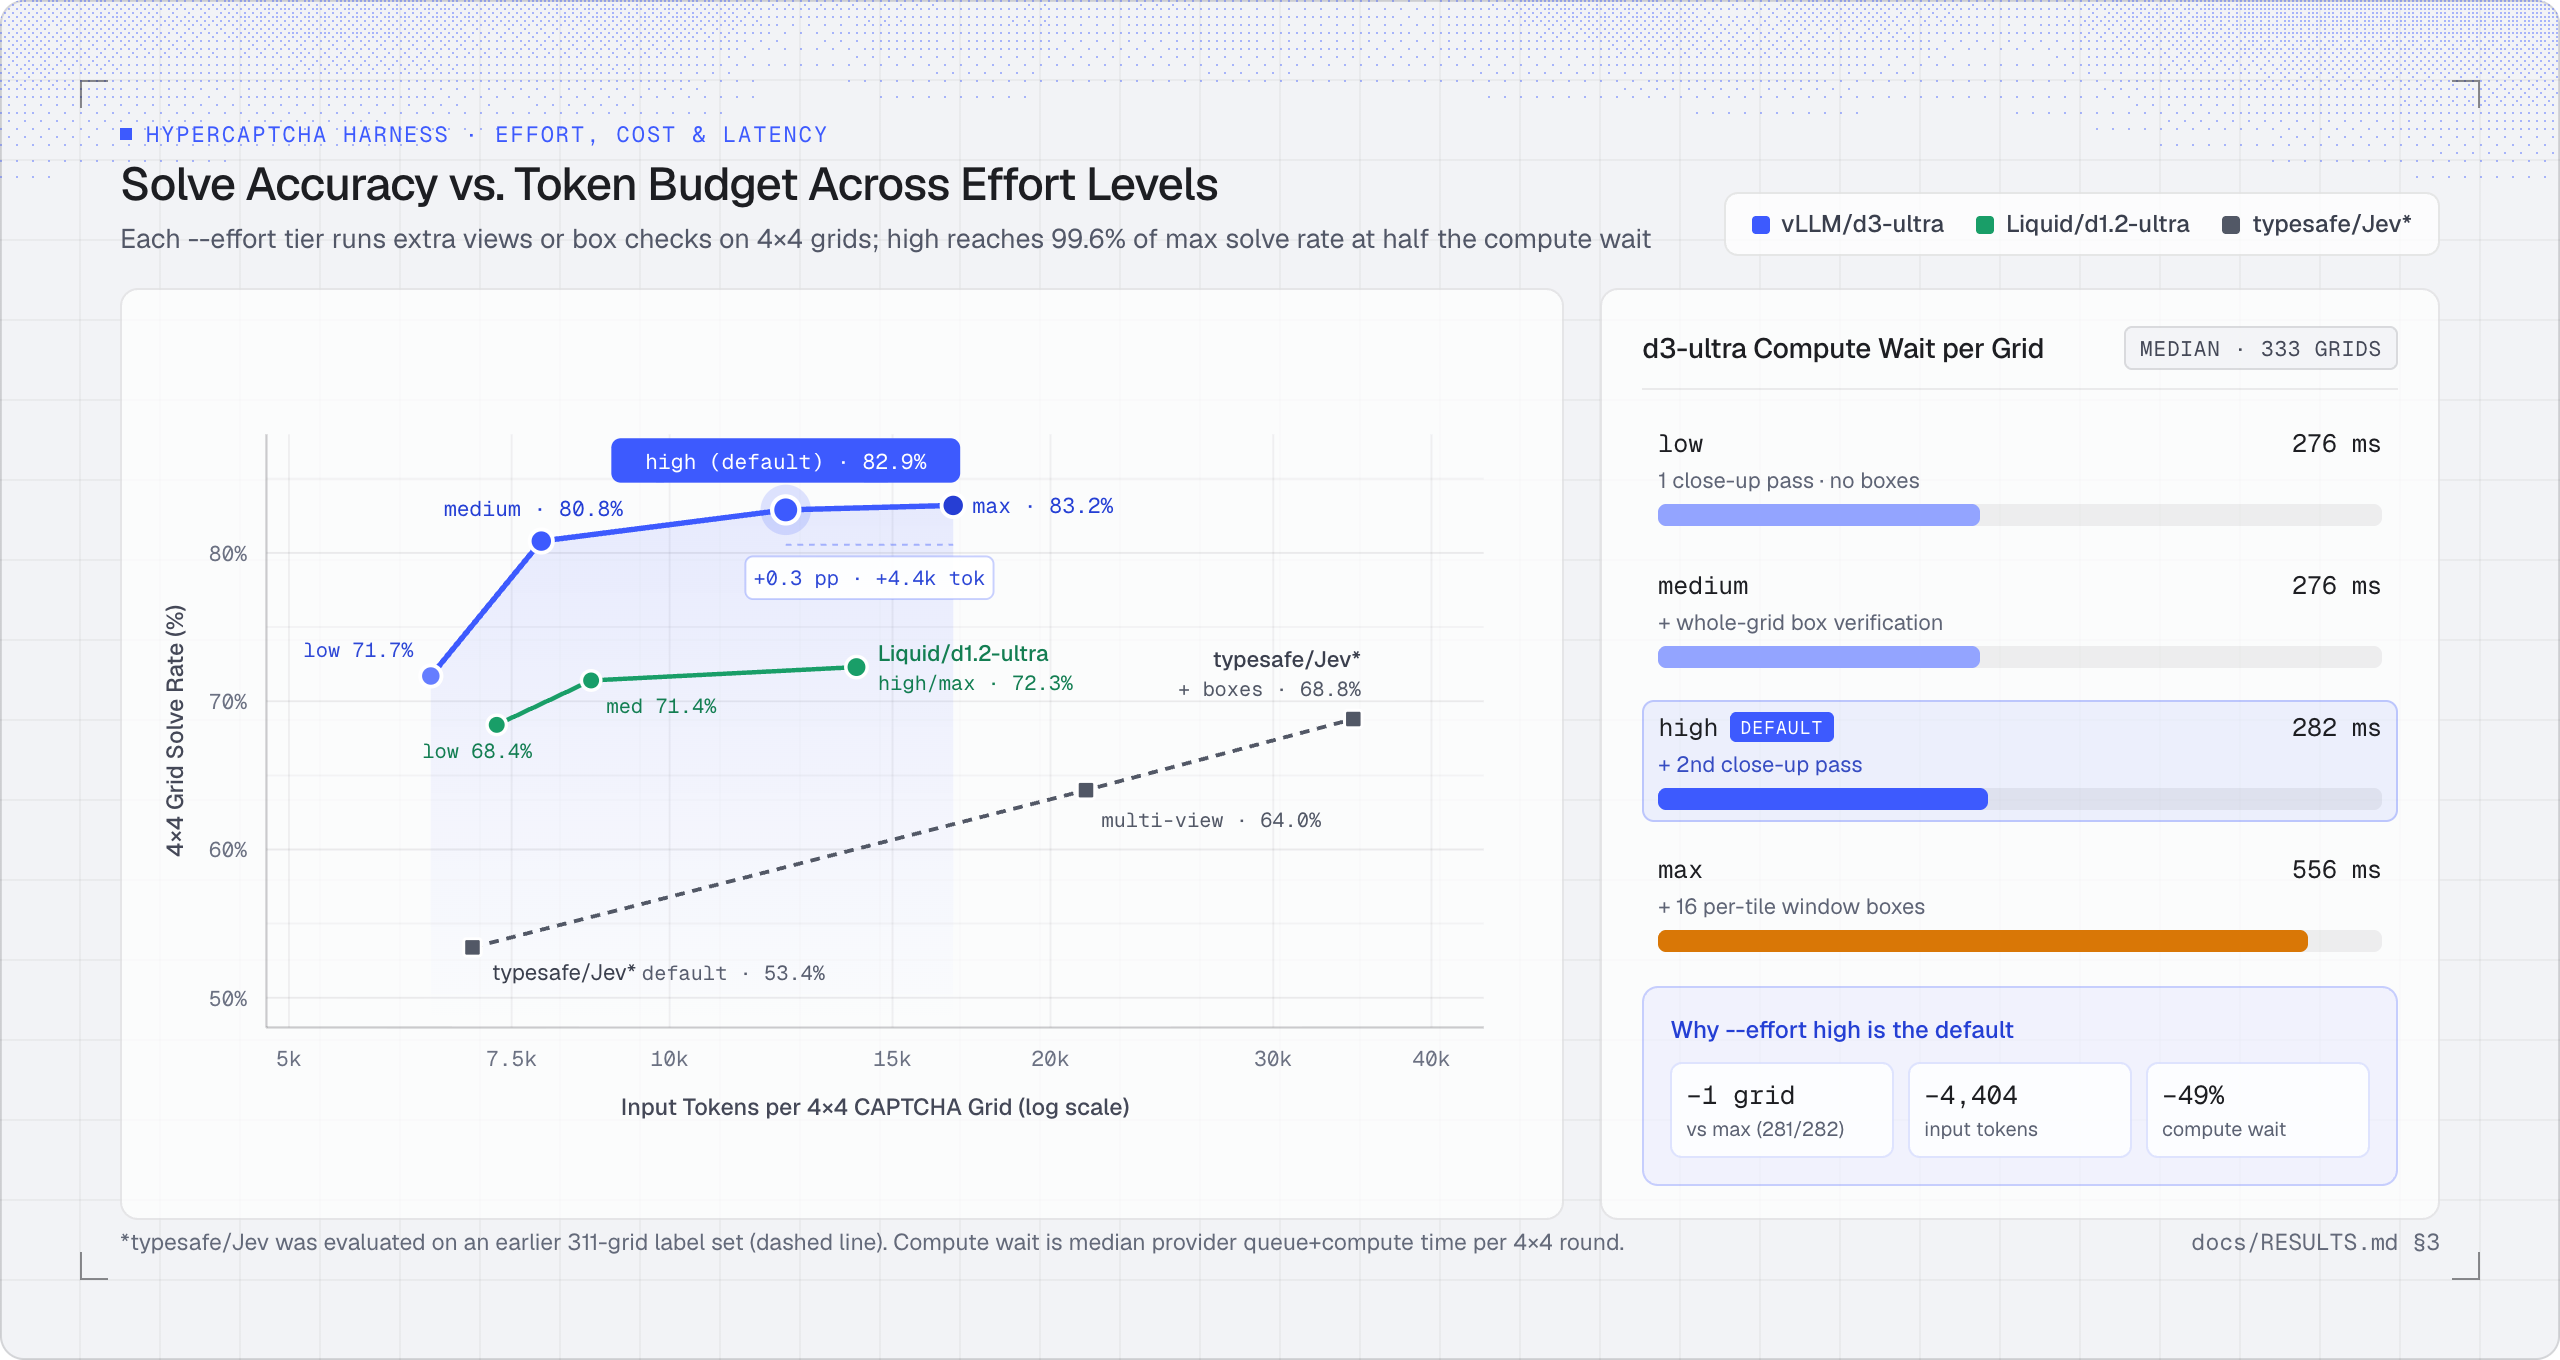 HYPERCAPTCHA HARNESS · EFFORT, COST & LATENCY
Solve Accuracy vs. Token Budget Across Effort Levels
Each --effort tier runs extra views or box checks on 4×4 grids; high reaches 99.6% of max solve rate at half the compute wait
vLLM/d3-ultra
Liquid/d1.2-ultra
typesafe/Jev*
high (default) · 82.9%
medium · 80.8%
max · 83.2%
80%
+0.3 pp · +4.4k tok
low 71.7%
Liquid/d1.2-ultra
high/max · 72.3%
typesafe/Jev*
+ boxes · 68.8%
70%
med 71.4%
low 68.4%
4×4 Grid Solve Rate (%)
multi-view · 64.0%
60%
typesafe/Jev* default · 53.4%
50%
5k
7.5k
10k
15k
20k
30k
40k
Input Tokens per 4×4 CAPTCHA Grid (log scale)
d3-ultra Compute Wait per Grid
MEDIAN · 333 GRIDS
low
276 ms
1 close-up pass · no boxes
medium
276 ms
+ whole-grid box verification
high
DEFAULT
282 ms
+ 2nd close-up pass
max
556 ms
+ 16 per-tile window boxes
Why --effort high is the default
−1 grid
vs max (281/282)
−4,404
input tokens
−49%
compute wait
*typesafe/Jev was evaluated on an earlier 311-grid label set (dashed line). Compute wait is median provider queue+compute time per 4×4 round.
docs/RESULTS.md §3